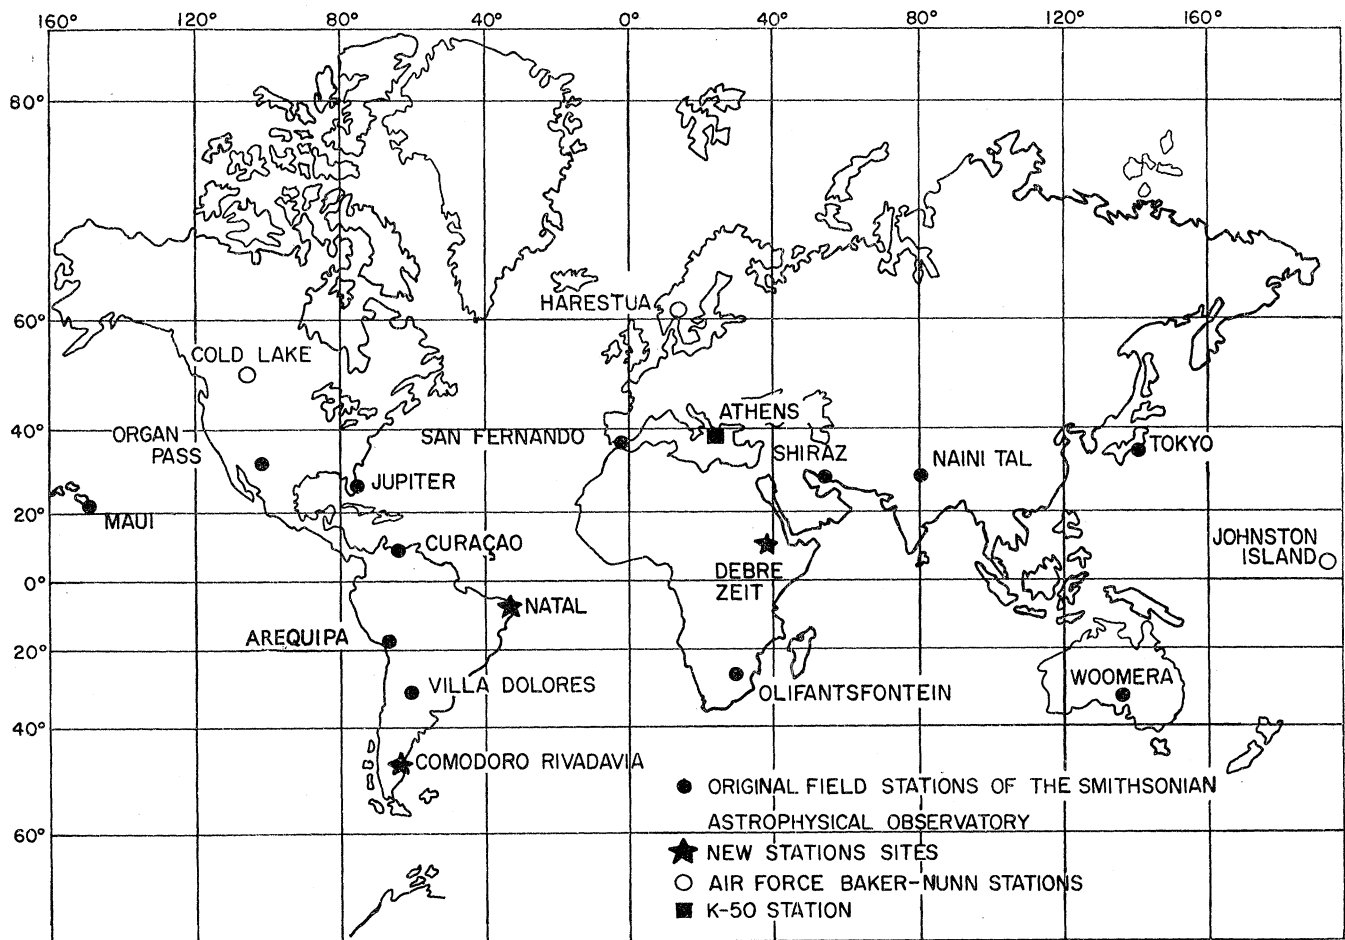 160° 120° 80° 40° 0° 40° 80° 120° 160°
80°
HARESTUA
60°
COLD LAKE
ATHENS
40°
ORGAN
PASS
SAN FERNANDO
SHIRAZ
NAINI TAL
TOKYO
JUPITER
20°
MAUI
CURAÇAO
JOHNSTON
ISLAND
DEBRE
ZEIT
0°
NATAL
AREQUIPA
20°
VILLA DOLORES
OLIFANTSFONTEIN
WOOMERA
40°
COMODORO RIVADAVIA
60°
ORIGINAL FIELD STATIONS OF THE SMITHSONIAN
ASTROPHYSICAL OBSERVATORY
NEW STATIONS SITES
AIR FORCE BAKER-NUNN STATIONS
K-50 STATION